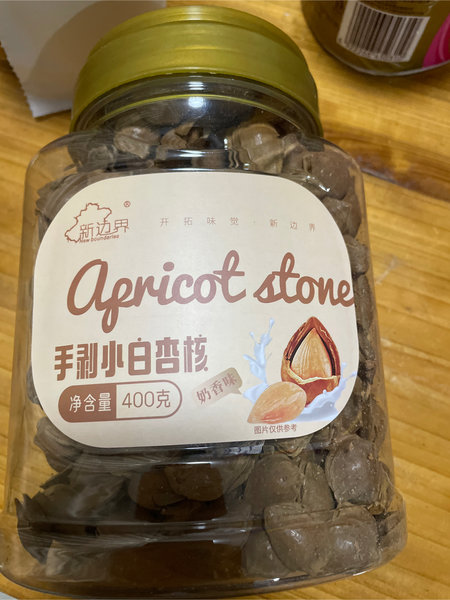 新边界®
New boundaries
开拓味觉·新边界
Apricot stone
手剥小白杏核
净含量 400克
奶香味
图片仅供参考